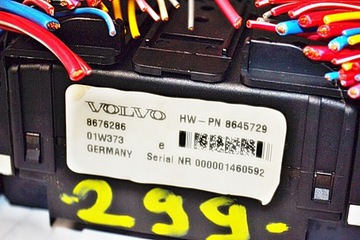 VOLVO HW-PN 8645729
8676286
01W373 e
GERMANY Serial NR 000001460592
-299-